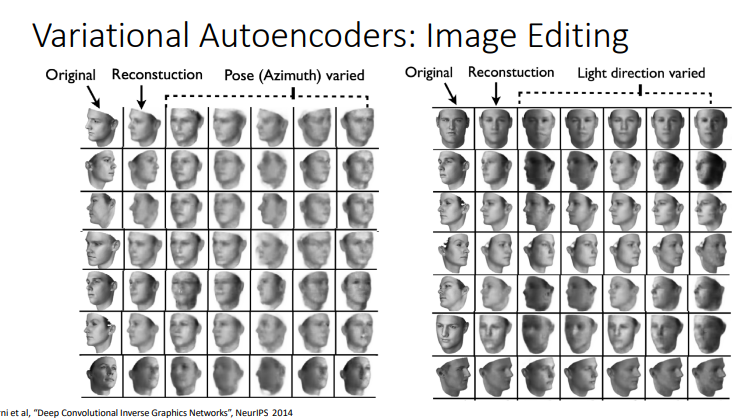 Variational Autoencoders: Image Editing
Original Reconstuction Pose (Azimuth) varied
Original Reconstuction Light direction varied
rni et al, "Deep Convolutional Inverse Graphics Networks", NeurIPS 2014